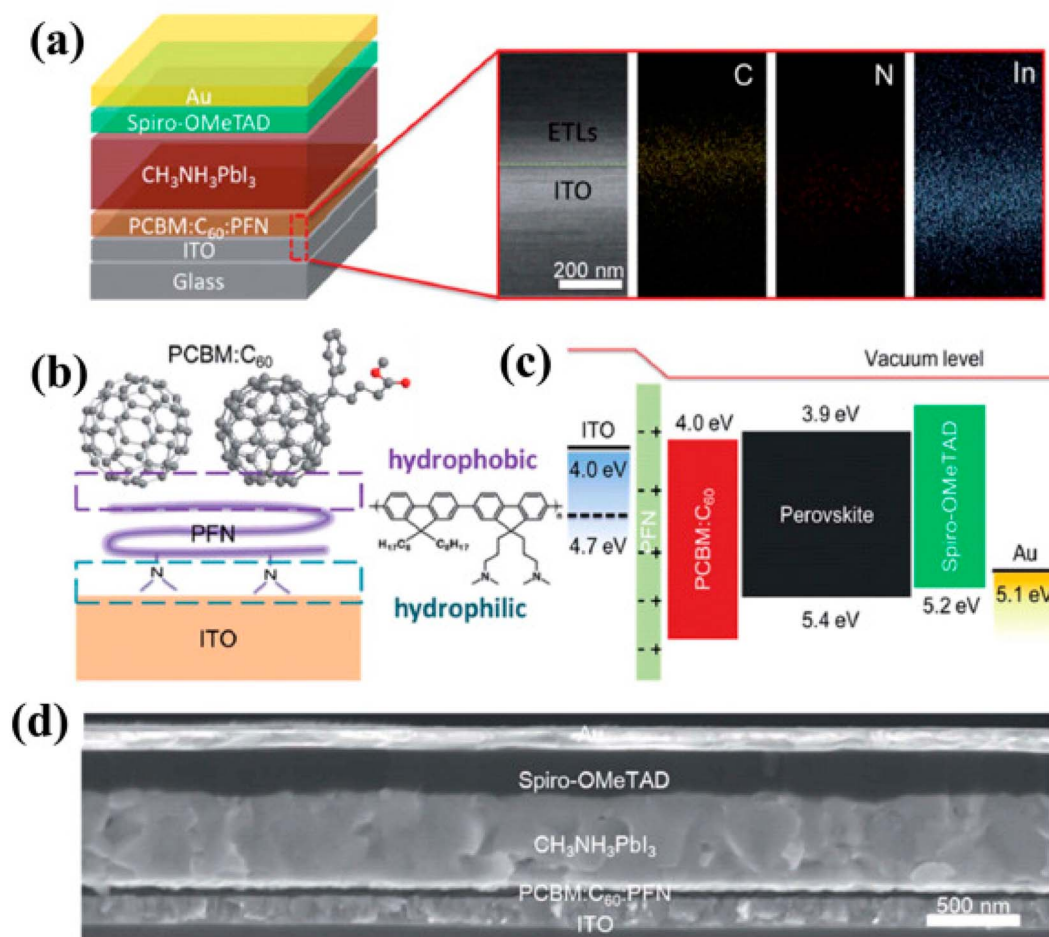 (a)
Au
Spiro-OMeTAD
CH₃NH₃PbI₃
PCBM:C₆₀:PFN
ITO
Glass
ETLs
ITO
200 nm
C
N
In
(b)
PCBM:C₆₀
hydrophobic
PFN
N
N
H₁₇C₈
C₈H₁₇
n
N
N
hydrophilic
ITO
(c)
Vacuum level
ITO
4.0 eV
4.7 eV
- +
- +
- +
- +
- +
PFN
4.0 eV
PCBM:C₆₀
3.9 eV
Perovskite
5.4 eV
Spiro-OMeTAD
5.2 eV
Au
5.1 eV
(d)
Au
Spiro-OMeTAD
CH₃NH₃PbI₃
PCBM:C₆₀:PFN
ITO
500 nm